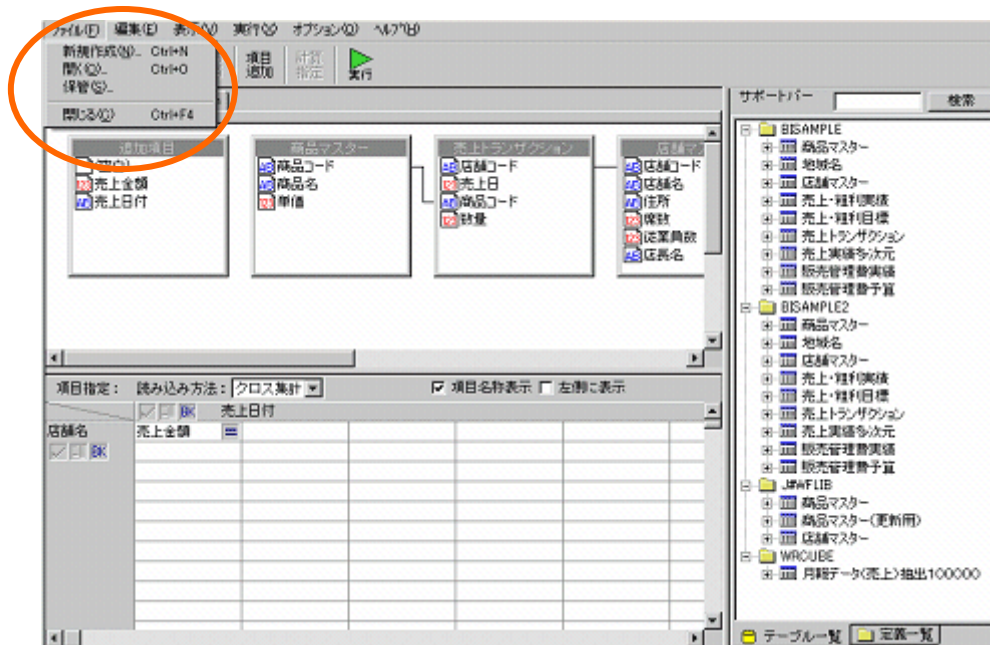 ファイル(F) 編集(E) 表示(V) 実行(X) オプション(O) ヘルプ(H)
新規作成(N)... Ctrl+N
開く(O)... Ctrl+O
保管(S)...
閉じる(C) Ctrl+F4
項目追加
計算指定
実行
サポートバー 検索
追加項目
売上金額
売上日付
商品マスター
商品コード
商品名
単価
売上トランザクション
店舗コード
売上日
商品コード
数量
店舗マ
店舗コード
店舗名
住所
席数
従業員数
店長名
項目指定: 読み込み方法: クロス集計 項目名称表示 左側に表示
BK 売上日付
店舗名 売上金額
BK
BISAMPLE
商品マスター
地域名
店舗マスター
売上・粗利実績
売上・粗利目標
売上トランザクション
売上実績多次元
販売管理費実績
販売管理費予算
BISAMPLE2
商品マスター
地域名
店舗マスター
売上・粗利実績
売上・粗利目標
売上トランザクション
売上実績多次元
販売管理費実績
販売管理費予算
J#WFLIB
商品マスター
商品マスター(更新用)
店舗マスター
WRCUBE
月報データ(売上)抽出100000
テーブル一覧 定義一覧